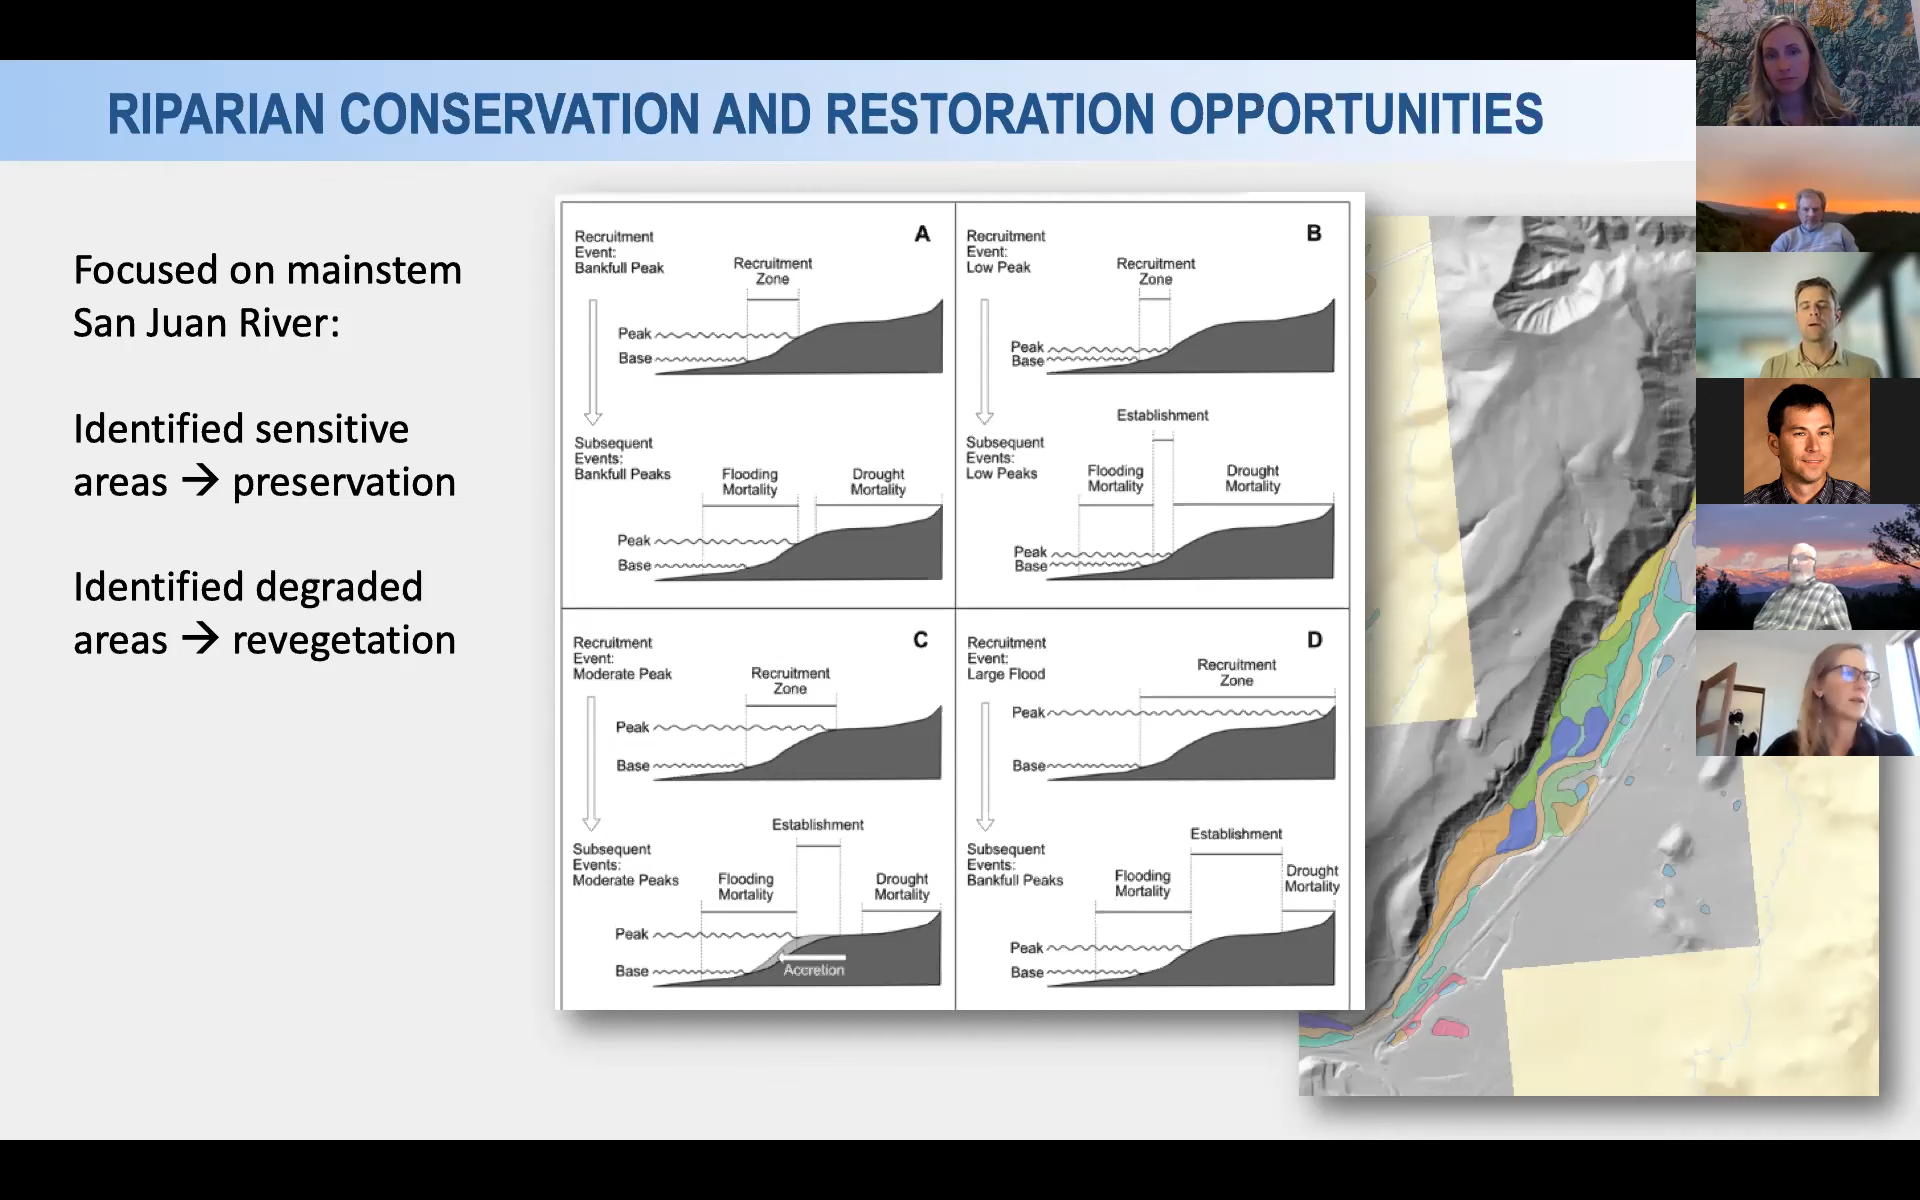 RIPARIAN CONSERVATION AND RESTORATION OPPORTUNITIES
Focused on mainstem
San Juan River:
Identified sensitive
areas → preservation
Identified degraded
areas → revegetation
A
Recruitment
Event:
Bankfull Peak
Recruitment
Zone
Peak
Base
Subsequent
Events:
Bankfull Peaks
Flooding
Mortality
Drought
Mortality
Peak
Base
B
Recruitment
Event:
Low Peak
Recruitment
Zone
Peak
Base
Establishment
Subsequent
Events:
Low Peaks
Flooding
Mortality
Drought
Mortality
Peak
Base
C
Recruitment
Event:
Moderate Peak
Recruitment
Zone
Peak
Base
Establishment
Subsequent
Events:
Moderate Peaks
Flooding
Mortality
Drought
Mortality
Peak
Base
Accretion
D
Recruitment
Event:
Large Flood
Recruitment
Zone
Peak
Base
Establishment
Subsequent
Events:
Bankfull Peaks
Flooding
Mortality
Drought
Mortality
Peak
Base